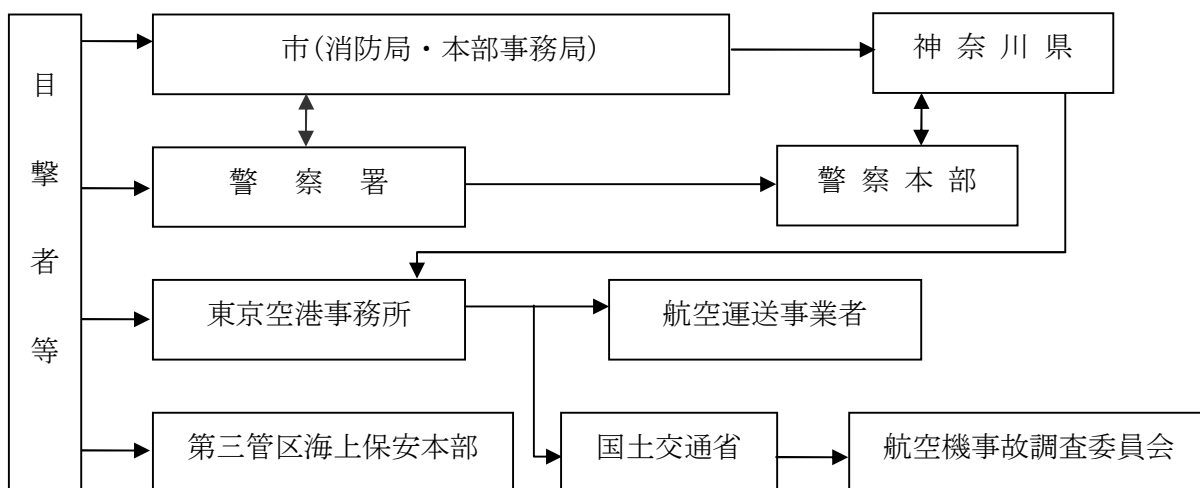 目撃者等
市(消防局・本部事務局)
神奈川県
警察署
警察本部
東京空港事務所
航空運送事業者
第三管区海上保安本部
国土交通省
航空機事故調査委員会